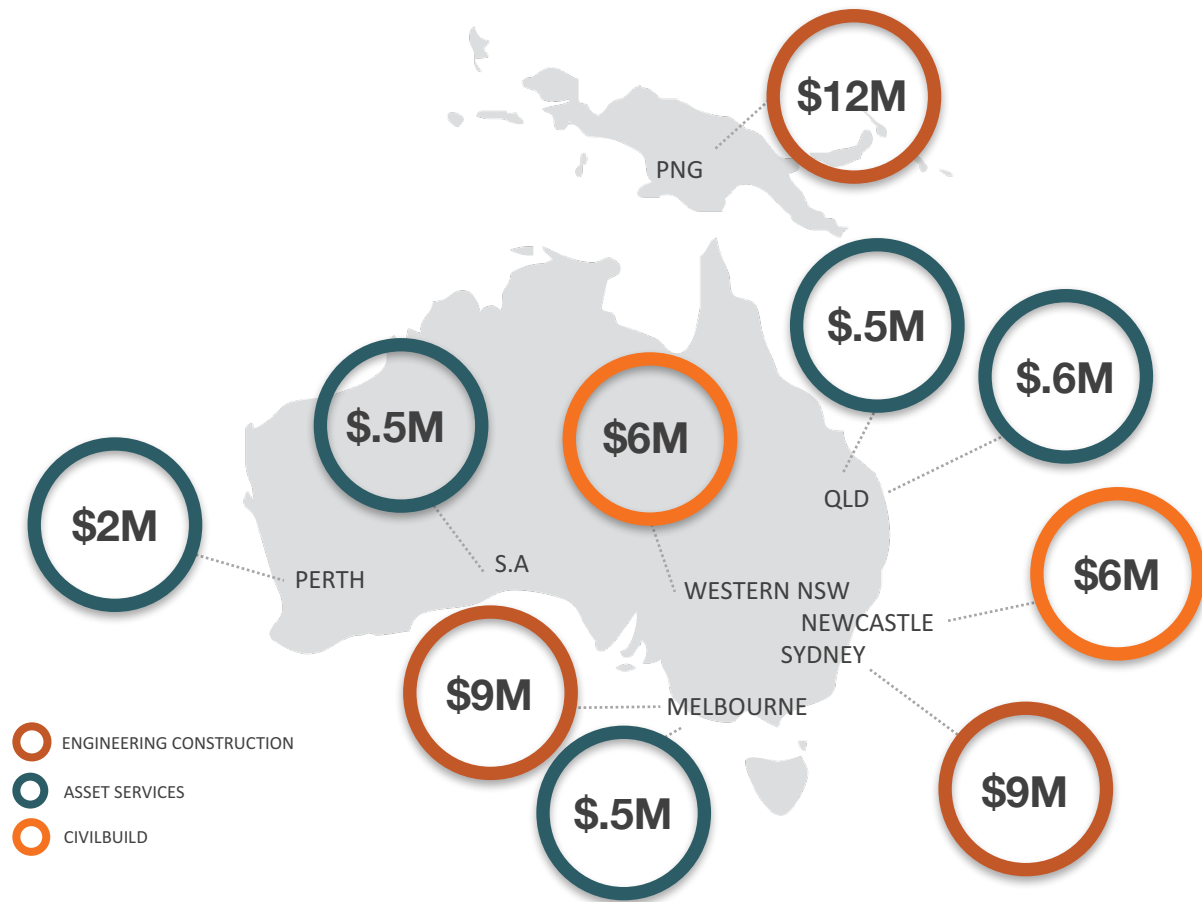 $12M
PNG
$.5M
$.6M
$.5M
$6M
QLD
$2M
S.A
PERTH
WESTERN NSW
$6M
NEWCASTLE
SYDNEY
$9M
MELBOURNE
ENGINEERING CONSTRUCTION
ASSET SERVICES
$.5M
$9M
CIVILBUILD